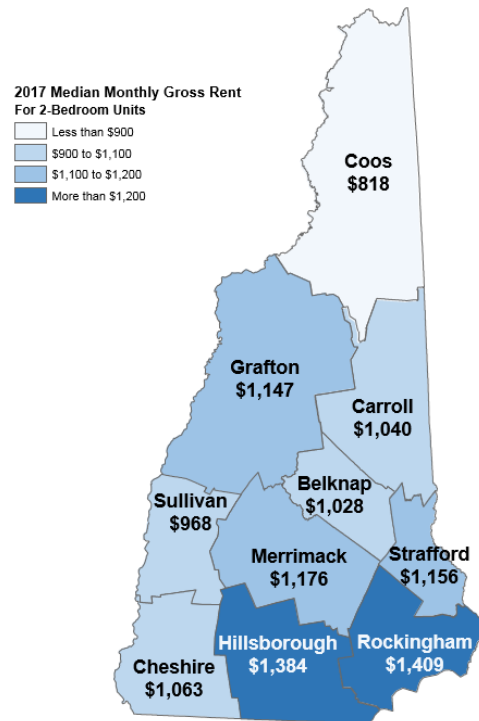 2017 Median Monthly Gross Rent
For 2-Bedroom Units
Less than $900
$900 to $1,100
$1,100 to $1,200
More than $1,200
Coos
$818
Grafton
$1,147
Carroll
$1,040
Belknap
$1,028
Sullivan
$968
Merrimack
$1,176
Strafford
$1,156
Hillsborough
$1,384
Rockingham
$1,409
Cheshire
$1,063